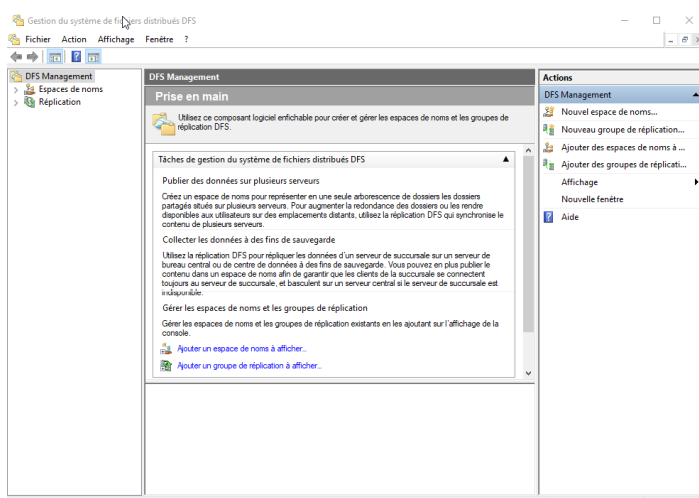 Gestion du système de fichiers distribués DFS
Fichier Action Affichage Fenêtre ?
DFS Management
Espaces de noms
Réplication
DFS Management
Prise en main
Utilisez ce composant logiciel enfichable pour créer et gérer les espaces de noms et les groupes de
réplication DFS.
Tâches de gestion du système de fichiers distribués DFS
Publier des données sur plusieurs serveurs
Créez un espace de noms pour représenter en une seule arborescence de dossiers les dossiers
partagés situés sur plusieurs serveurs. Pour augmenter la redondance des dossiers ou les rendre
disponibles aux utilisateurs sur des emplacements distants, utilisez la réplication DFS qui synchronise le
contenu de plusieurs serveurs.
Collecter les données à des fins de sauvegarde
Utilisez la réplication DFS pour répliquer les données d'un serveur de succursale sur un serveur de
bureau central ou de centre de données à des fins de sauvegarde. Vous pouvez en plus publier le
contenu dans un espace de noms afin de garantir que les clients de la succursale se connectent
toujours au serveur de succursale, et basculent sur un serveur central si le serveur de succursale est
indisponible.
Gérer les espaces de noms et les groupes de réplication
Gérer les espaces de noms et les groupes de réplication existants en les ajoutant sur l'affichage de la
console.
Ajouter un espace de noms à afficher...
Ajouter un groupe de réplication à afficher...
Actions
DFS Management
Nouvel espace de noms...
Nouveau groupe de réplication...
Ajouter des espaces de noms à ...
Ajouter des groupes de réplicati...
Affichage
Nouvelle fenêtre
Aide